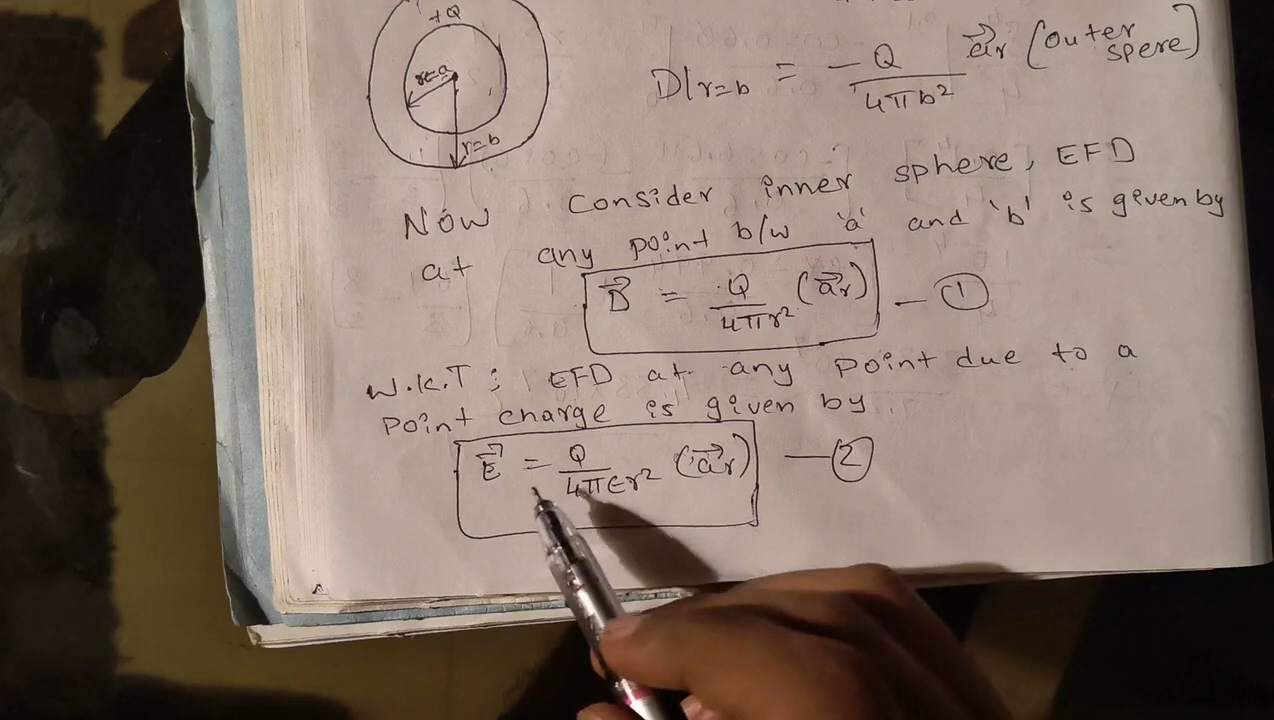 +Q
r=a
r=b
D|r=b = -Q / 4πb² a⃗r (outer spere)
Now consider inner sphere, EFD
at any point b/w 'a' and 'b' is given by
D⃗ = Q / 4πr² (a⃗r) — ①
W.K.T; EFD at any point due to a
point charge is given by
E⃗ = Q / 4πεr² (a⃗r) — ②